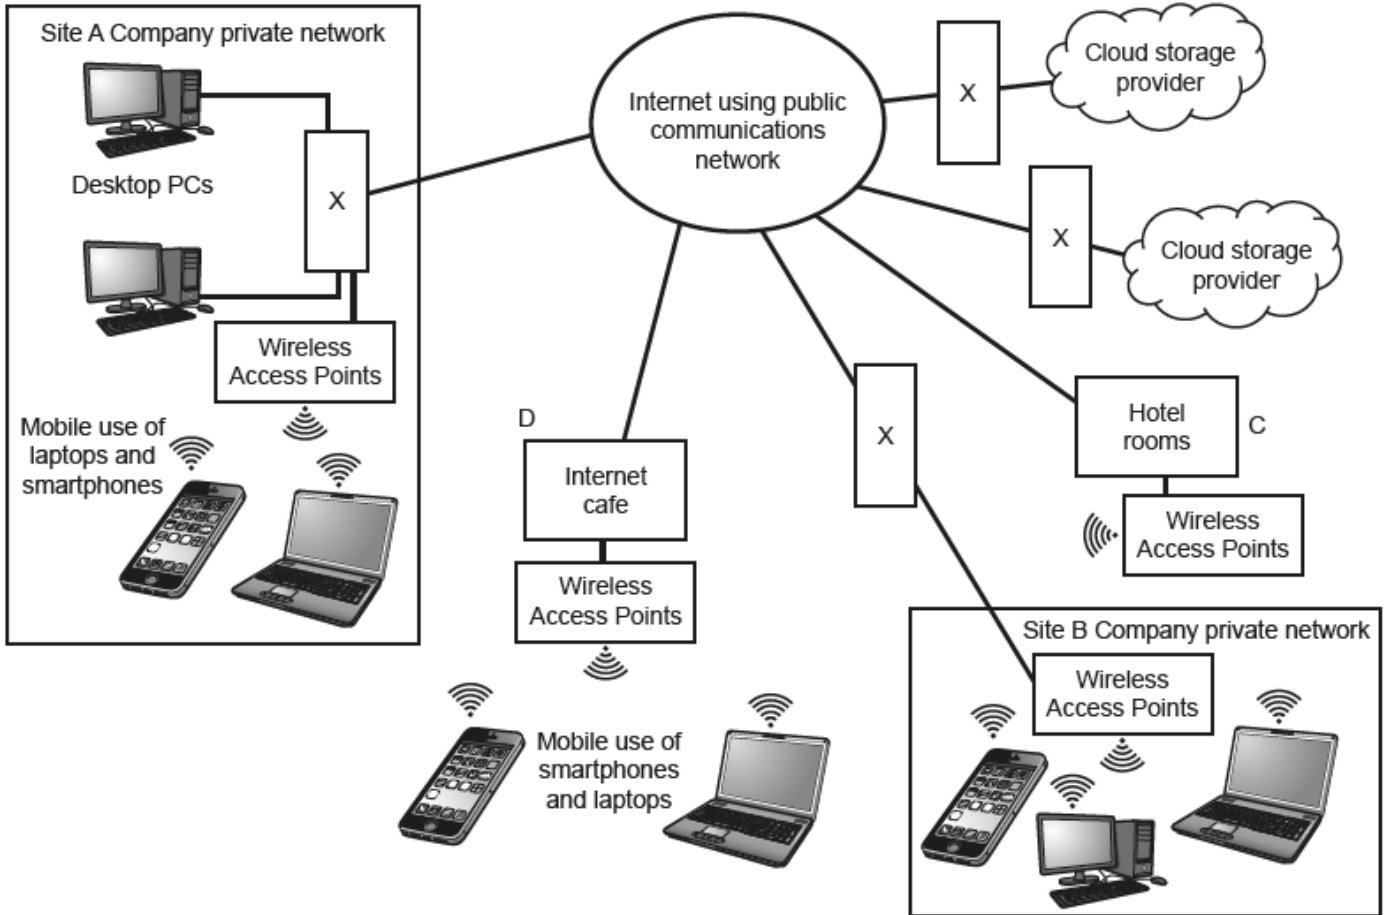 Site A Company private network
Desktop PCs
X
Wireless
Access Points
Mobile use of
laptops and
smartphones
Internet using public
communications
network
X
Cloud storage
provider
X
Cloud storage
provider
D
Internet
cafe
Wireless
Access Points
Mobile use of
smartphones
and laptops
X
Hotel
rooms
C
Wireless
Access Points
Site B Company private network
Wireless
Access Points